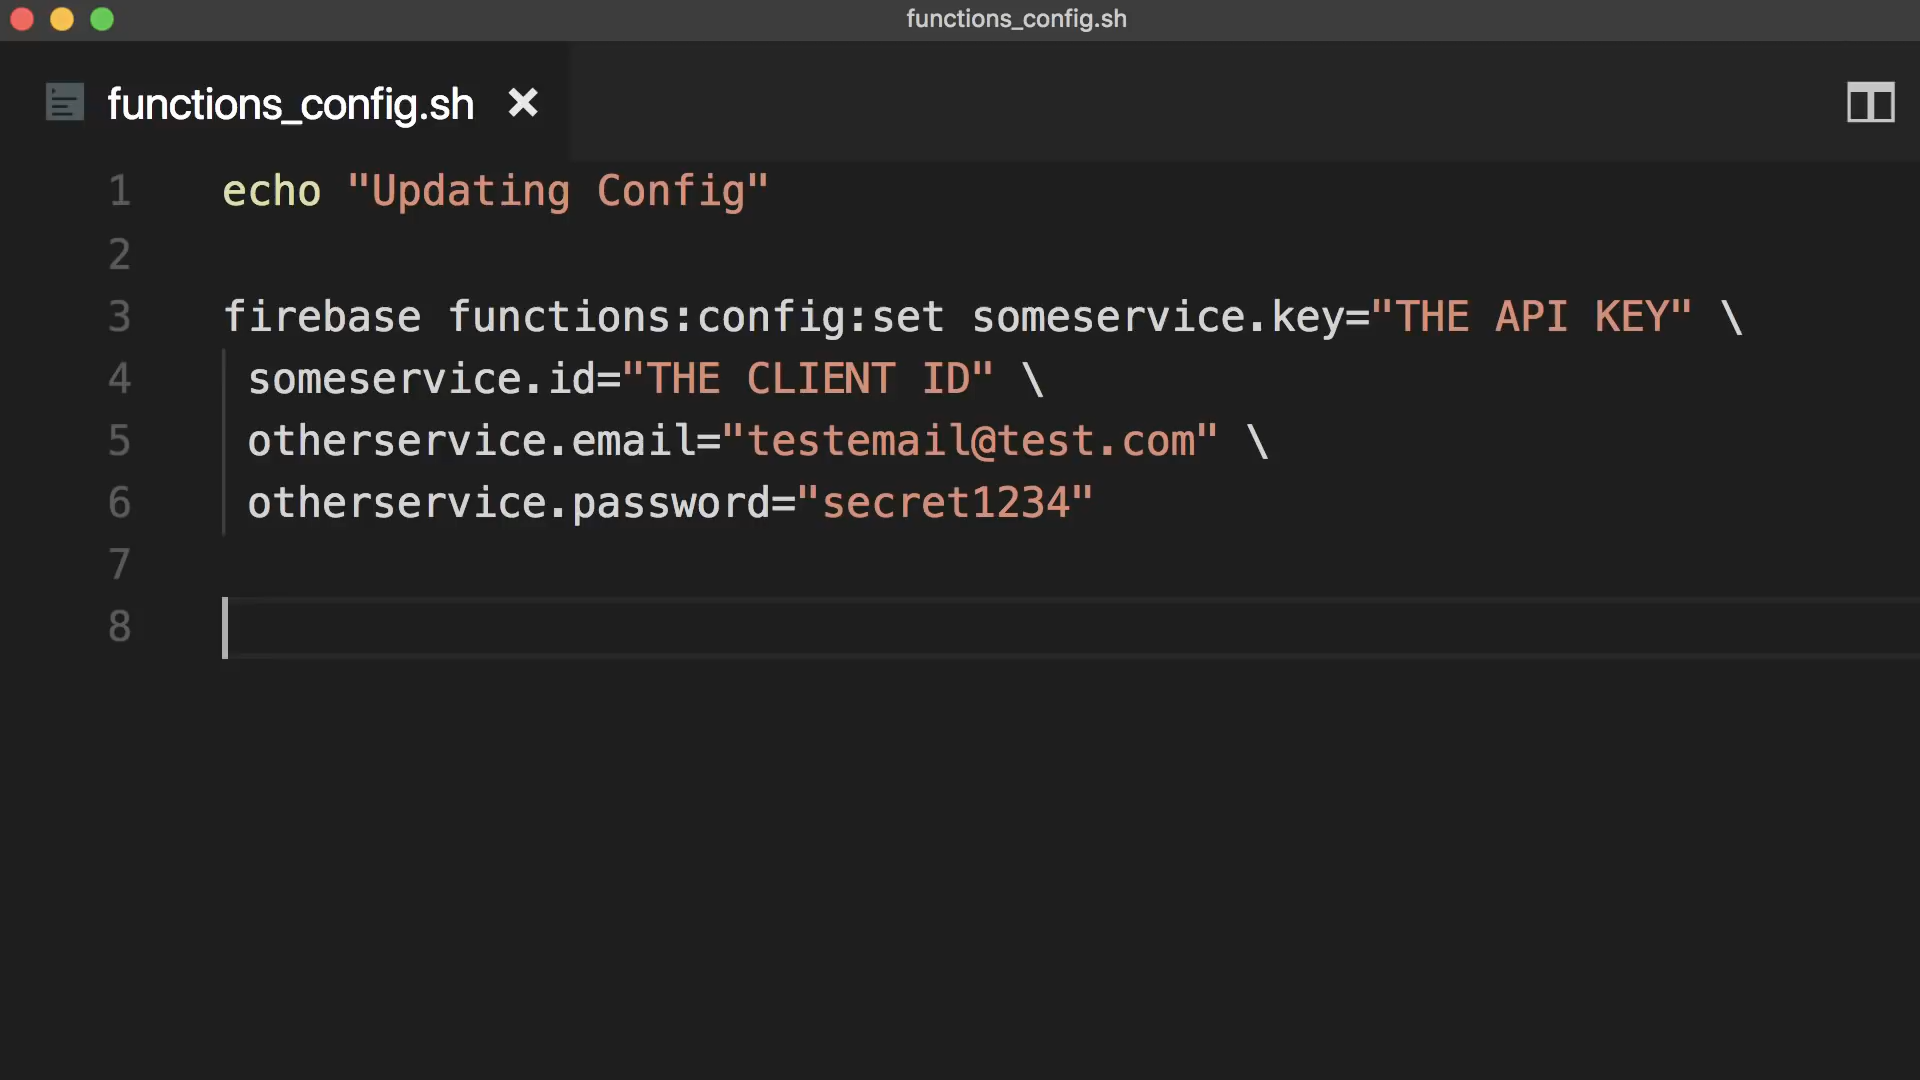 functions_config.sh
functions_config.sh
1 echo "Updating Config"
2
3 firebase functions:config:set someservice.key="THE API KEY" \
4 someservice.id="THE CLIENT ID" \
5 otherservice.email="testemail@test.com" \
6 otherservice.password="secret1234"
7
8